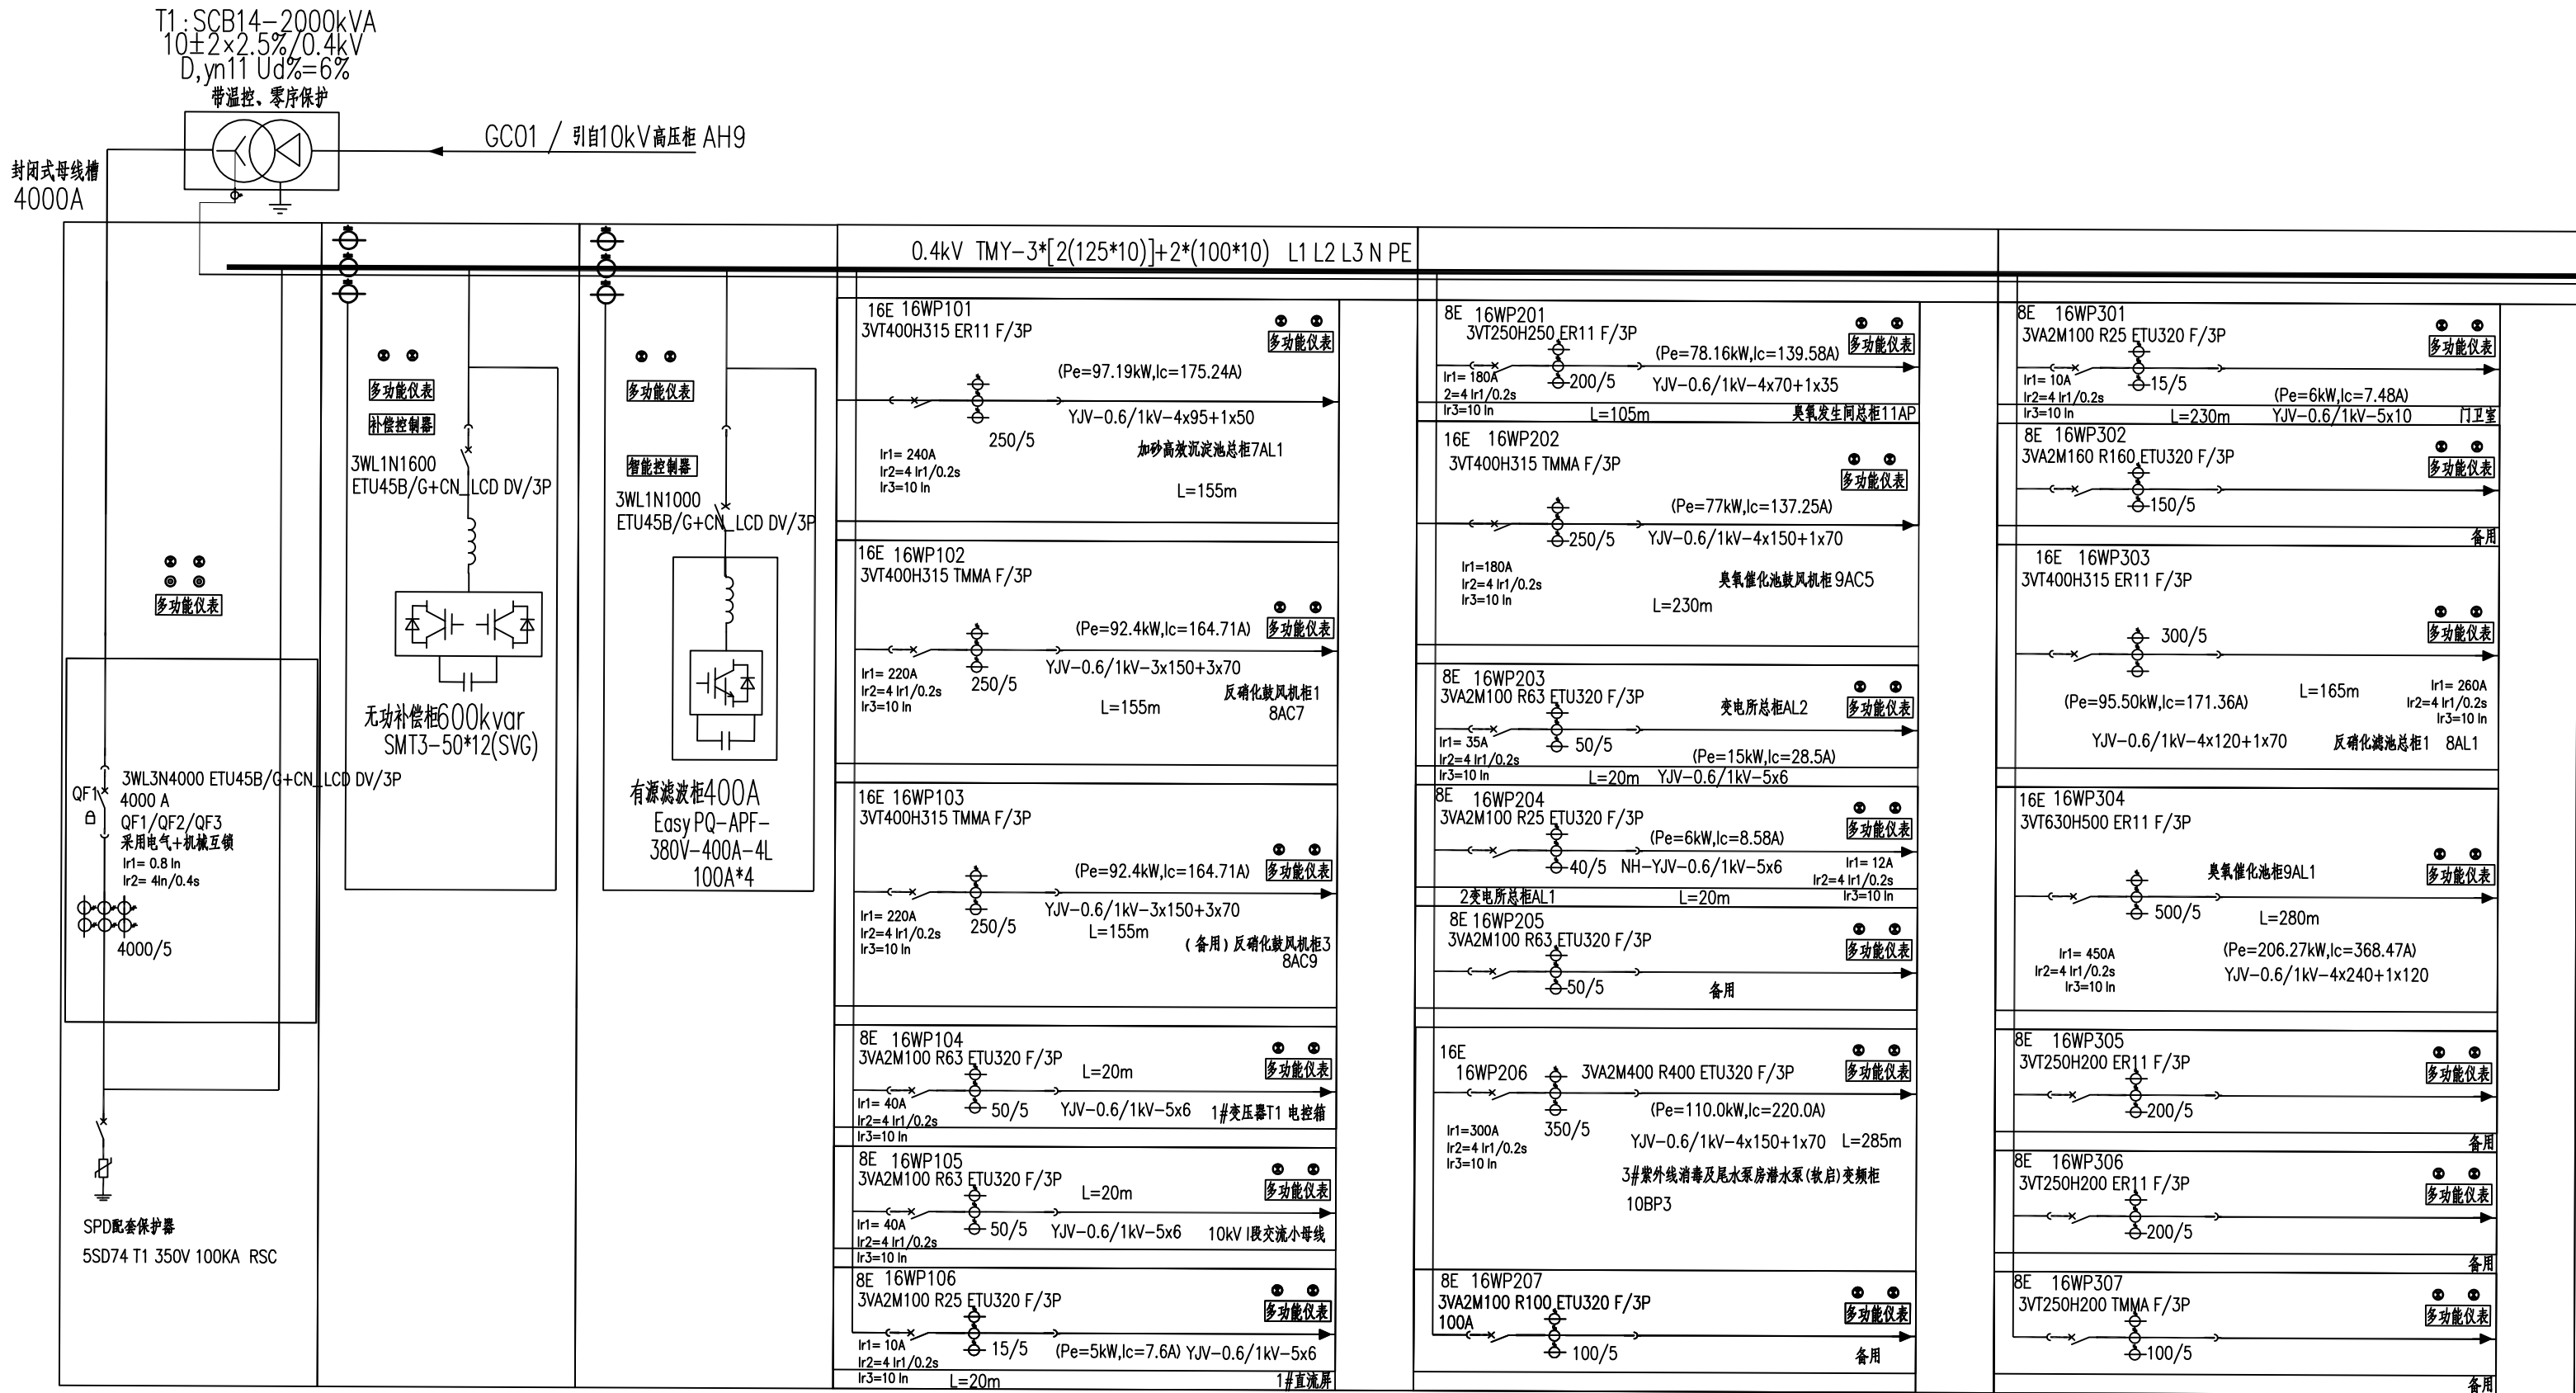 T1:SCB14-2000kVA
10±2×2.5%/0.4kV
D,yn11 Ud%=6%
带温控、零序保护
GC01 / 引自10kV高压柜 AH9
封闭式母线槽
4000A
0.4kV TMY-3*[2(125*10)]+2*(100*10) L1 L2 L3 N PE
多功能仪表
QF1
3WL3N4000 ETU45B/G+CN_LCD DV/3P
4000 A
QF1/QF2/QF3
采用电气+机械互锁
Ir1= 0.8 In
Ir2= 4In/0.4s
4000/5
SPD配套保护器
5SD74 T1 350V 100KA RSC
多功能仪表
补偿控制器
3WL1N1600
ETU45B/G+CN_LCD DV/3P
无功补偿柜600kvar
SMT3-50*12(SVG)
多功能仪表
智能控制器
3WL1N1000
ETU45B/G+CN_LCD DV/3P
有源滤波柜400A
Easy PQ-APF-
380V-400A-4L
100A*4
16E 16WP101
3VT400H315 ER11 F/3P
多功能仪表
(Pe=97.19kW,Ic=175.24A)
YJV-0.6/1kV-4x95+1x50
250/5
加砂高效沉淀池总柜7AL1
Ir1= 240A
Ir2=4 Ir1/0.2s
Ir3=10 In
L=155m
16E 16WP102
3VT400H315 TMMA F/3P
(Pe=92.4kW,Ic=164.71A)
多功能仪表
YJV-0.6/1kV-3x150+3x70
Ir1= 220A
Ir2=4 Ir1/0.2s
Ir3=10 In
250/5
L=155m
反硝化鼓风机柜1
8AC7
16E 16WP103
3VT400H315 TMMA F/3P
(Pe=92.4kW,Ic=164.71A)
多功能仪表
YJV-0.6/1kV-3x150+3x70
Ir1= 220A
Ir2=4 Ir1/0.2s
Ir3=10 In
250/5
L=155m
(备用)反硝化鼓风机柜3
8AC9
8E 16WP104
3VA2M100 R63 ETU320 F/3P
L=20m
多功能仪表
Ir1= 40A
Ir2=4 Ir1/0.2s
Ir3=10 In
50/5
YJV-0.6/1kV-5x6
1#变压器T1 电控箱
8E 16WP105
3VA2M100 R63 ETU320 F/3P
L=20m
多功能仪表
Ir1= 40A
Ir2=4 Ir1/0.2s
Ir3=10 In
50/5
YJV-0.6/1kV-5x6
10kV I段交流小母线
8E 16WP106
3VA2M100 R25 ETU320 F/3P
多功能仪表
Ir1= 10A
Ir2=4 Ir1/0.2s
Ir3=10 In
15/5
(Pe=5kW,Ic=7.6A) YJV-0.6/1kV-5x6
L=20m
1#直流屏
8E 16WP201
3VT250H250 ER11 F/3P
(Pe=78.16kW,Ic=139.58A)
多功能仪表
Ir1= 180A
2=4 Ir1/0.2s
Ir3=10 In
200/5
YJV-0.6/1kV-4x70+1x35
L=105m
臭氧发生间总柜11AP
16E 16WP202
3VT400H315 TMMA F/3P
多功能仪表
(Pe=77kW,Ic=137.25A)
250/5
YJV-0.6/1kV-4x150+1x70
Ir1=180A
Ir2=4 Ir1/0.2s
Ir3=10 In
臭氧催化池鼓风机柜 9AC5
L=230m
8E 16WP203
3VA2M100 R63 ETU320 F/3P
变电所总柜AL2
多功能仪表
Ir1= 35A
Ir2=4 Ir1/0.2s
Ir3=10 In
50/5
(Pe=15kW,Ic=28.5A)
L=20m YJV-0.6/1kV-5x6
8E 16WP204
3VA2M100 R25 ETU320 F/3P
(Pe=6kW,Ic=8.58A)
多功能仪表
40/5
NH-YJV-0.6/1kV-5x6
Ir1= 12A
Ir2=4 Ir1/0.2s
Ir3=10 In
2变电所总柜AL1
L=20m
8E 16WP205
3VA2M100 R63 ETU320 F/3P
多功能仪表
50/5
备用
16E
16WP206
3VA2M400 R400 ETU320 F/3P
多功能仪表
(Pe=110.0kW,Ic=220.0A)
350/5
Ir1=300A
Ir2=4 Ir1/0.2s
Ir3=10 In
YJV-0.6/1kV-4x150+1x70 L=285m
3#紫外线消毒及尾水泵房潜水泵(软启)变频柜
10BP3
8E 16WP207
3VA2M100 R100 ETU320 F/3P
100A
多功能仪表
100/5
备用
8E 16WP301
3VA2M100 R25 ETU320 F/3P
多功能仪表
Ir1= 10A
Ir2=4 Ir1/0.2s
Ir3=10 In
15/5
(Pe=6kW,Ic=7.48A)
L=230m
YJV-0.6/1kV-5x10
门卫室
8E 16WP302
3VA2M160 R160 ETU320 F/3P
多功能仪表
150/5
备用
16E 16WP303
3VT400H315 ER11 F/3P
多功能仪表
300/5
(Pe=95.50kW,Ic=171.36A)
L=165m
Ir1= 260A
Ir2=4 Ir1/0.2s
Ir3=10 In
YJV-0.6/1kV-4x120+1x70
反硝化滤池总柜1 8AL1
16E 16WP304
3VT630H500 ER11 F/3P
臭氧催化池柜9AL1
多功能仪表
500/5
L=280m
Ir1= 450A
Ir2=4 Ir1/0.2s
Ir3=10 In
(Pe=206.27kW,Ic=368.47A)
YJV-0.6/1kV-4x240+1x120
8E 16WP305
3VT250H200 ER11 F/3P
多功能仪表
200/5
备用
8E 16WP306
3VT250H200 ER11 F/3P
多功能仪表
200/5
备用
8E 16WP307
3VT250H200 TMMA F/3P
多功能仪表
100/5
备用